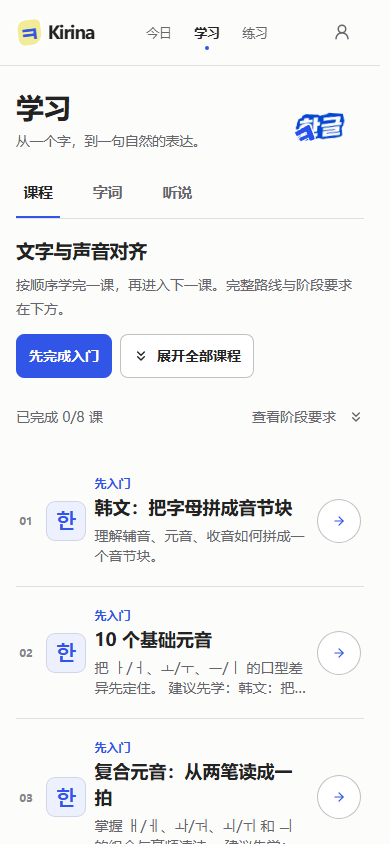 Kirina
今日
学习
练习
学习
从一个字，到一句自然的表达。
한글
课程
字词
听说
文字与声音对齐
按顺序学完一课，再进入下一课。完整路线与阶段要求
在下方。
先完成入门
展开全部课程
已完成 0/8 课
查看阶段要求
先入门
01
한
韩文：把字母拼成音节块
理解辅音、元音、收音如何拼成一
个音节块。
先入门
02
한
10 个基础元音
把 ㅏ/ㅓ、ㅗ/ㅜ、ㅡ/ㅣ 的口型差
异先定住。 建议先学：韩文：把...
先入门
03
한
复合元音：从两笔读成一
拍
掌握 ㅐ/ㅔ、ㅘ/ㅝ、ㅚ/ㅟ 和 ㅢ